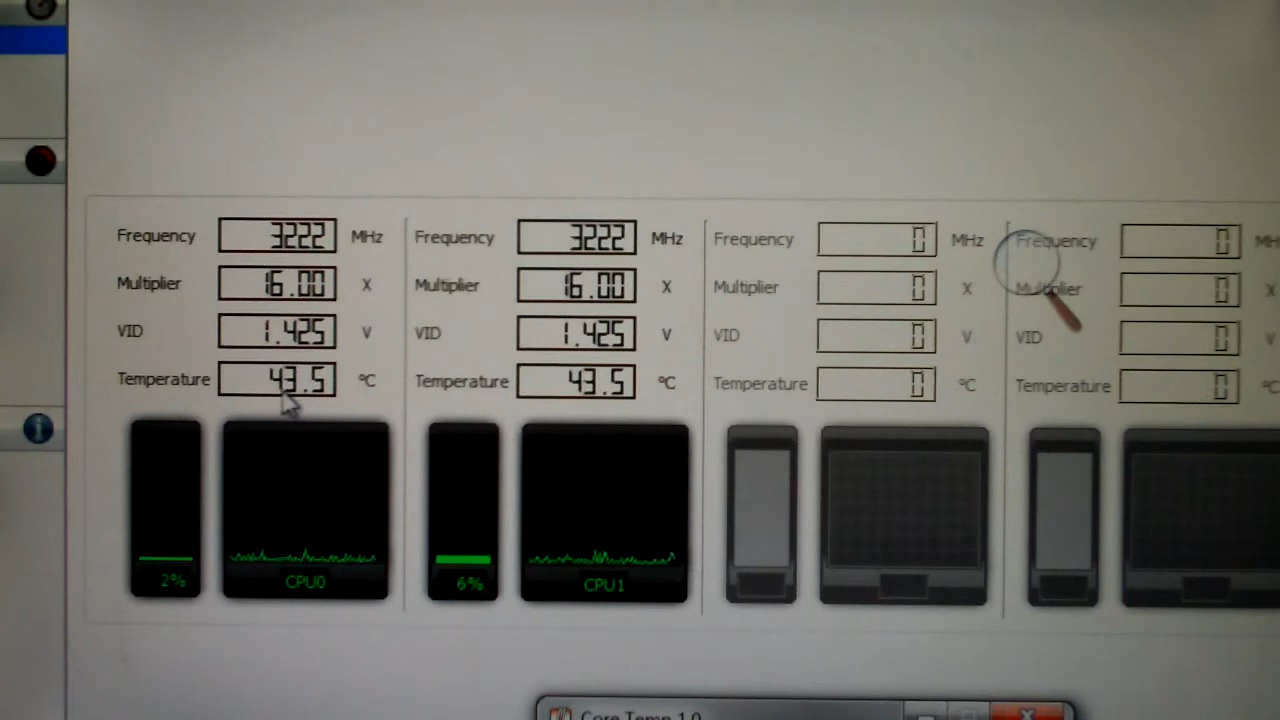 Frequency 3222 MHz Frequency 3222 MHz Frequency 0 MHz Frequency 0 MH
Multiplier 16.00 X Multiplier 16.00 X Multiplier 0 X Multiplier 0 X
VID 1.425 V VID 1.425 V VID 0 V VID 0 V
Temperature 43.5 °C Temperature 43.5 °C Temperature 0 °C Temperature 0 °C
2% CPU0 6% CPU1
Core Temp 1.0